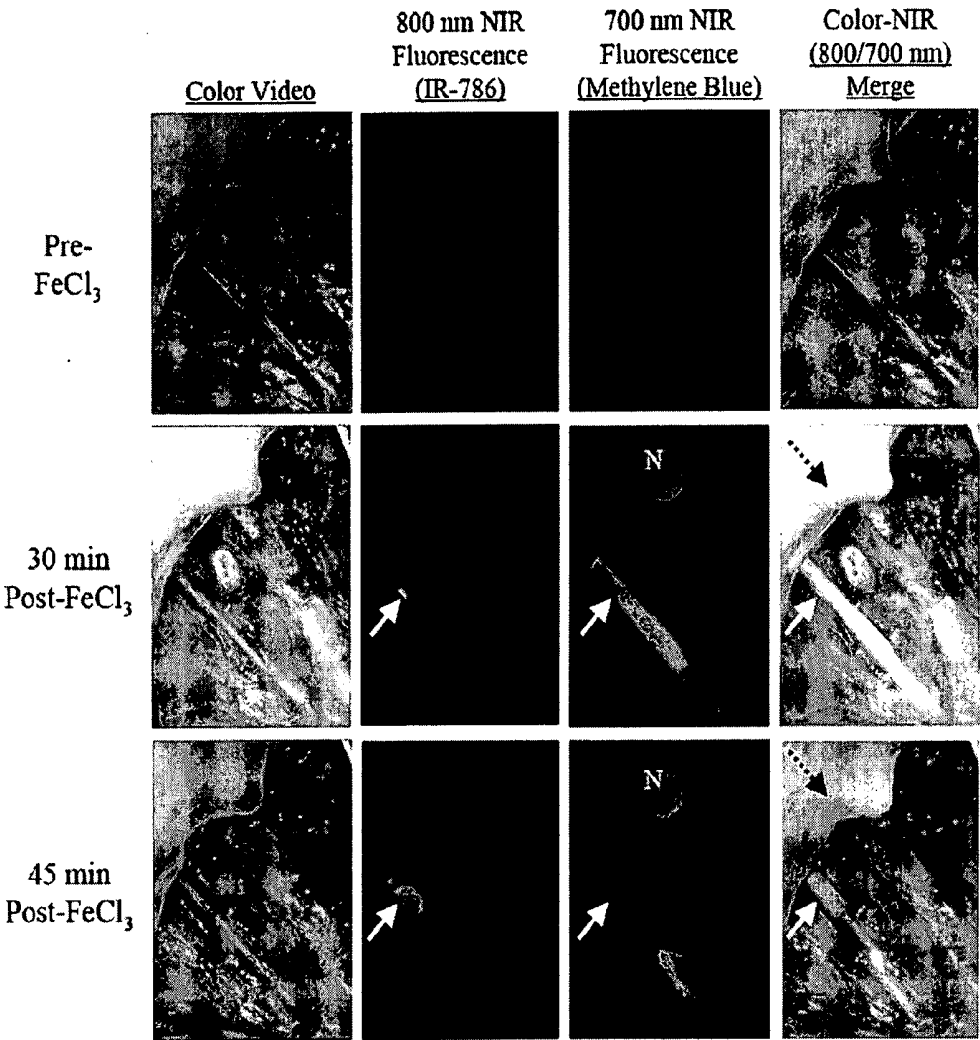 800 nm NIR
Fluorescence
(IR-786)
700 nm NIR
Fluorescence
(Methylene Blue)
Color-NIR
(800/700 nm)
Merge
Color Video
Pre-
FeCl₃
30 min
Post-FeCl₃
N
45 min
Post-FeCl₃
N